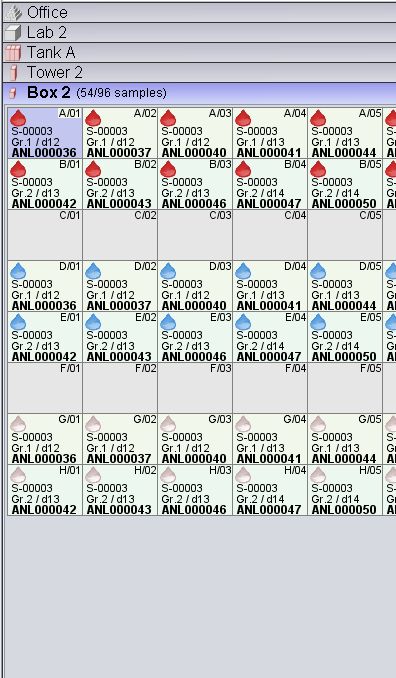 Office
Lab 2
Tank A
Tower 2
Box 2 (54/96 samples)
A/01 A/02 A/03 A/04 A/05
S-00003 S-00003 S-00003 S-00003 S-00003
Gr.1 / d12 Gr.1 / d12 Gr.1 / d12 Gr.1 / d13 Gr.1 / d13
ANL000036 ANL000037 ANL000040 ANL000041 ANL000044
B/01 B/02 B/03 B/04 B/05
S-00003 S-00003 S-00003 S-00003 S-00003
Gr.2 / d13 Gr.2 / d13 Gr.2 / d13 Gr.2 / d14 Gr.2 / d14
ANL000042 ANL000043 ANL000046 ANL000047 ANL000050
C/01 C/02 C/03 C/04 C/05
D/01 D/02 D/03 D/04 D/05
S-00003 S-00003 S-00003 S-00003 S-00003
Gr.1 / d12 Gr.1 / d12 Gr.1 / d12 Gr.1 / d13 Gr.1 / d13
ANL000036 ANL000037 ANL000040 ANL000041 ANL000044
E/01 E/02 E/03 E/04 E/05
S-00003 S-00003 S-00003 S-00003 S-00003
Gr.2 / d13 Gr.2 / d13 Gr.2 / d13 Gr.2 / d14 Gr.2 / d14
ANL000042 ANL000043 ANL000046 ANL000047 ANL000050
F/01 F/02 F/03 F/04 F/05
G/01 G/02 G/03 G/04 G/05
S-00003 S-00003 S-00003 S-00003 S-00003
Gr.1 / d12 Gr.1 / d12 Gr.1 / d12 Gr.1 / d13 Gr.1 / d13
ANL000036 ANL000037 ANL000040 ANL000041 ANL000044
H/01 H/02 H/03 H/04 H/05
S-00003 S-00003 S-00003 S-00003 S-00003
Gr.2 / d13 Gr.2 / d13 Gr.2 / d13 Gr.2 / d14 Gr.2 / d14
ANL000042 ANL000043 ANL000046 ANL000047 ANL000050